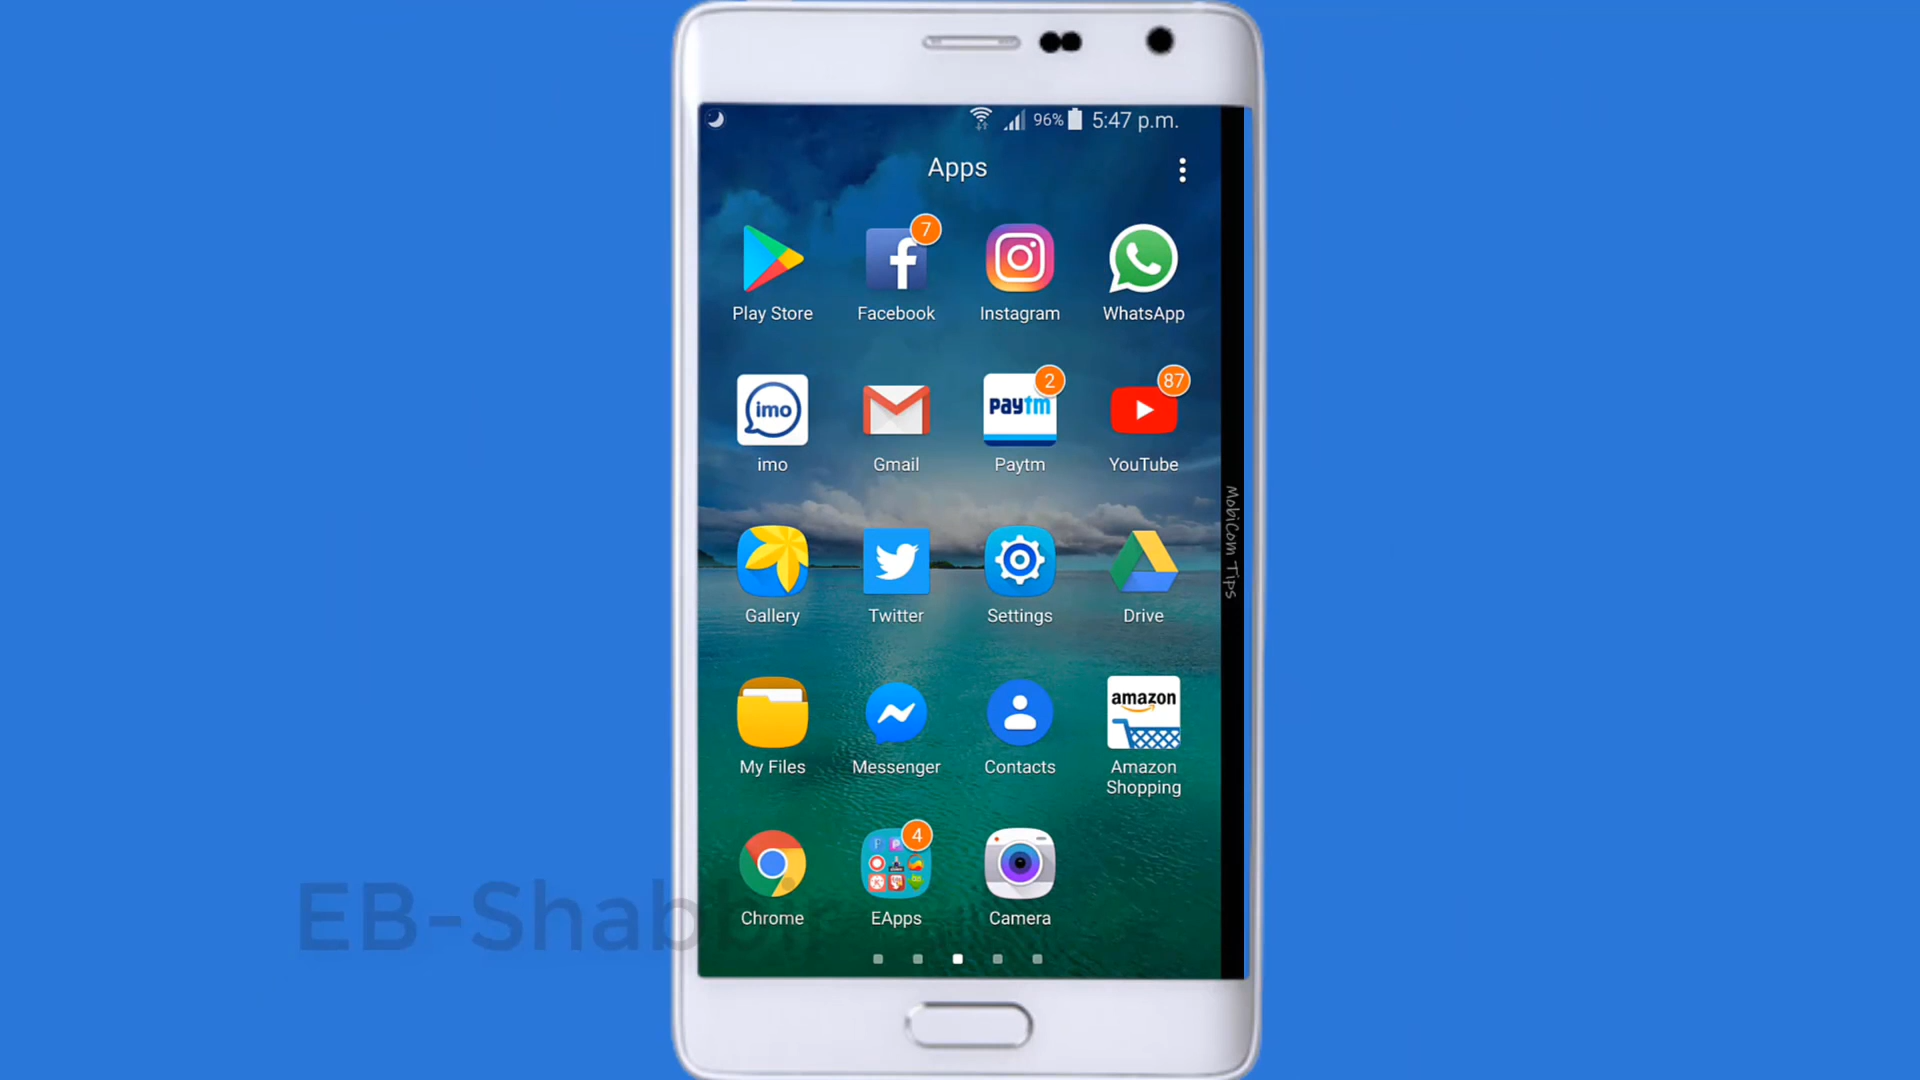 96% 5:47 p.m.
Apps
7
Play Store Facebook Instagram WhatsApp
2 87
imo paytm
imo Gmail Paytm YouTube
MobiCom Tips
Gallery Twitter Settings Drive
amazon
My Files Messenger Contacts Amazon
Shopping
4
Chrome EApps Camera
EB-Shabbir